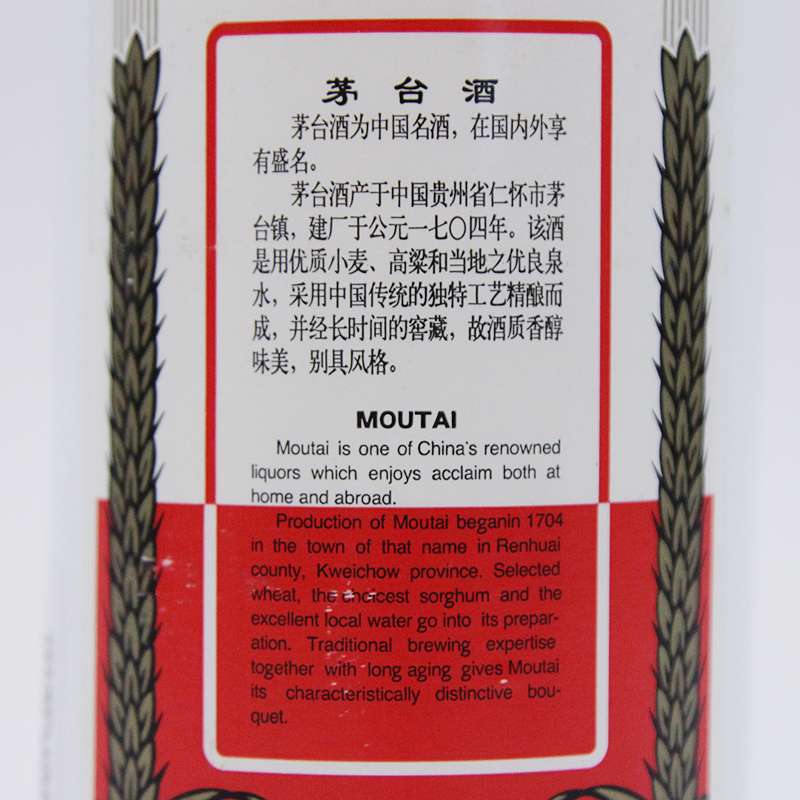 茅台酒
茅台酒为中国名酒，在国内外享
有盛名。
茅台酒产于中国贵州省仁怀市茅
台镇，建厂于公元一七〇四年。该酒
是用优质小麦、高粱和当地之优良泉
水，采用中国传统的独特工艺精酿而
成，并经长时间的窖藏，故酒质香醇
味美，别具风格。
MOUTAI
Moutai is one of China's renowned
liquors which enjoys acclaim both at
home and abroad.
Production of Moutai beganin 1704
in the town of that name in Renhuai
county, Kweichow province. Selected
wheat, the choicest sorghum and the
excellent local water go into its prepar-
ation. Traditional brewing expertise
together with long aging gives Moutai
its characteristically distinctive bou-
quet.